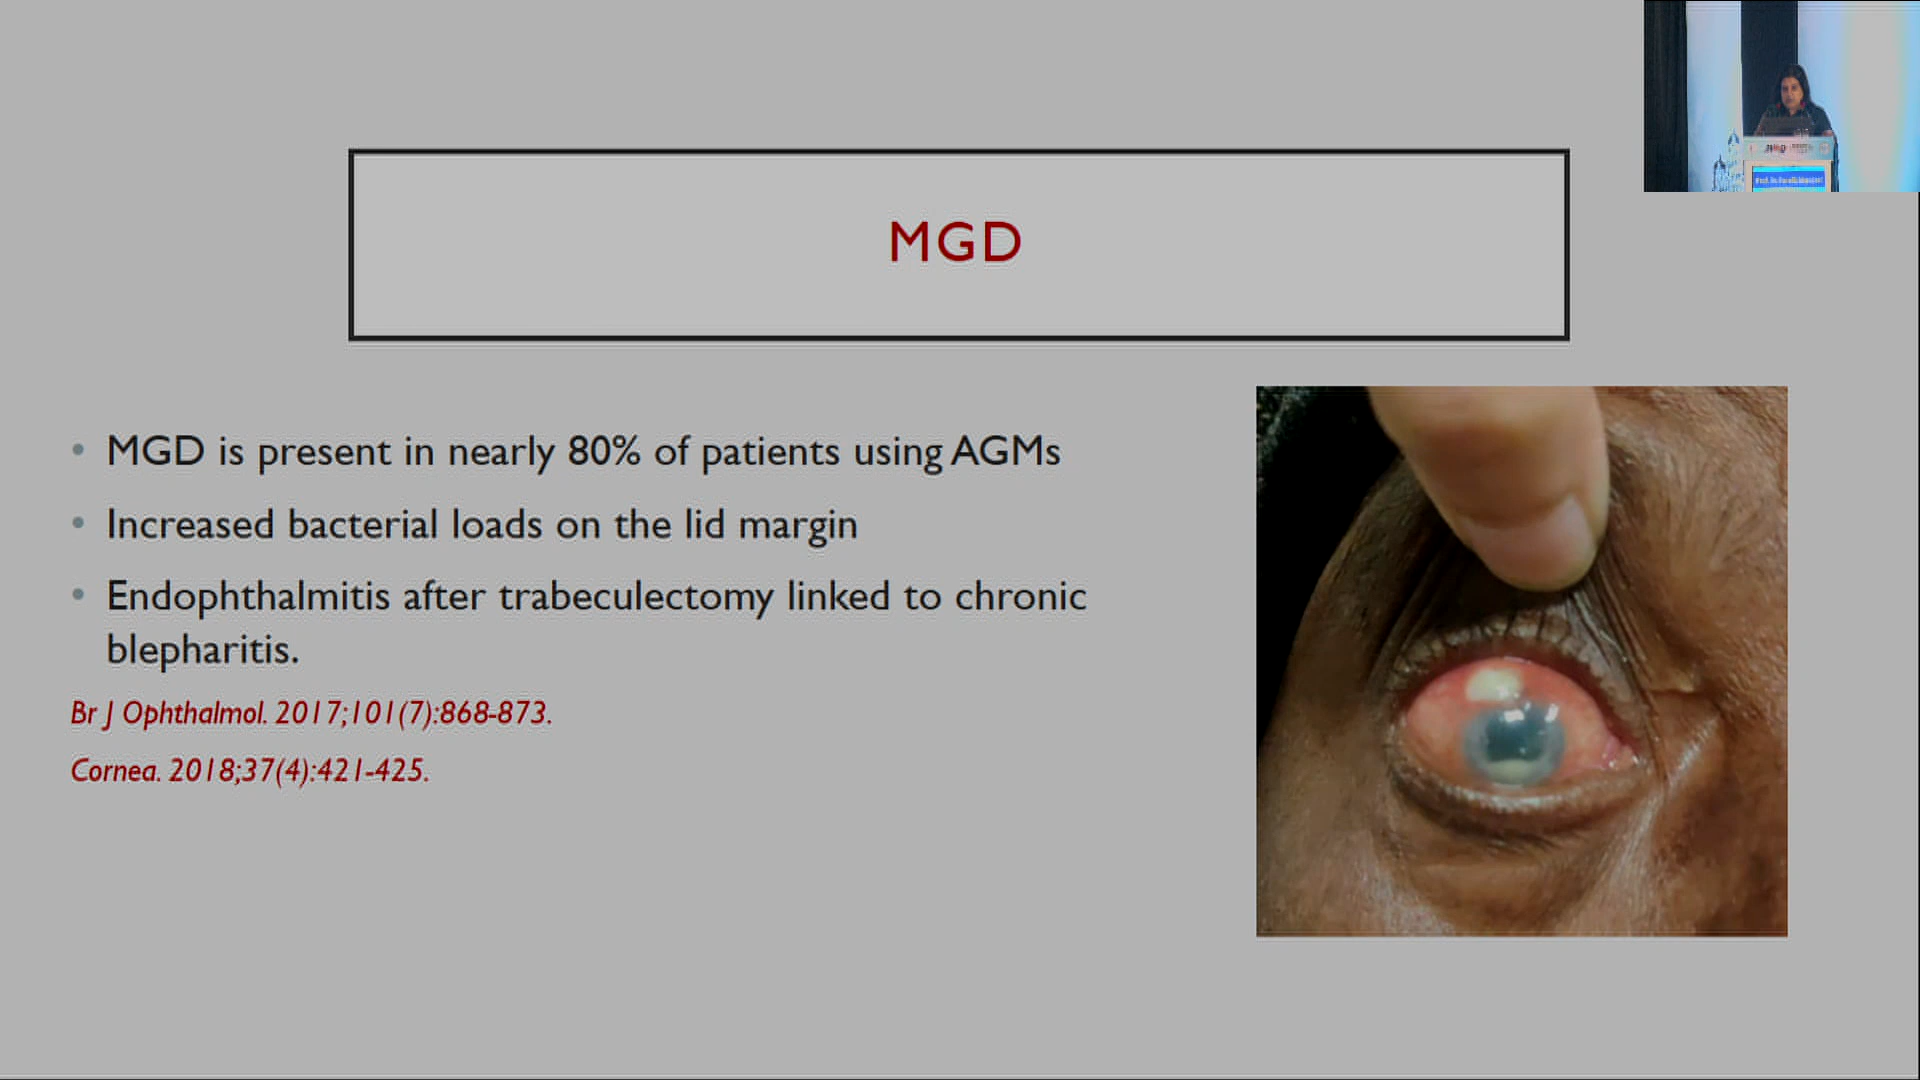 MGD
MGD is present in nearly 80% of patients using AGMs
Increased bacterial loads on the lid margin
Endophthalmitis after trabeculectomy linked to chronic
blepharitis.
Br J Ophthalmol. 2017;101(7):868-873.
Cornea. 2018;37(4):421-425.